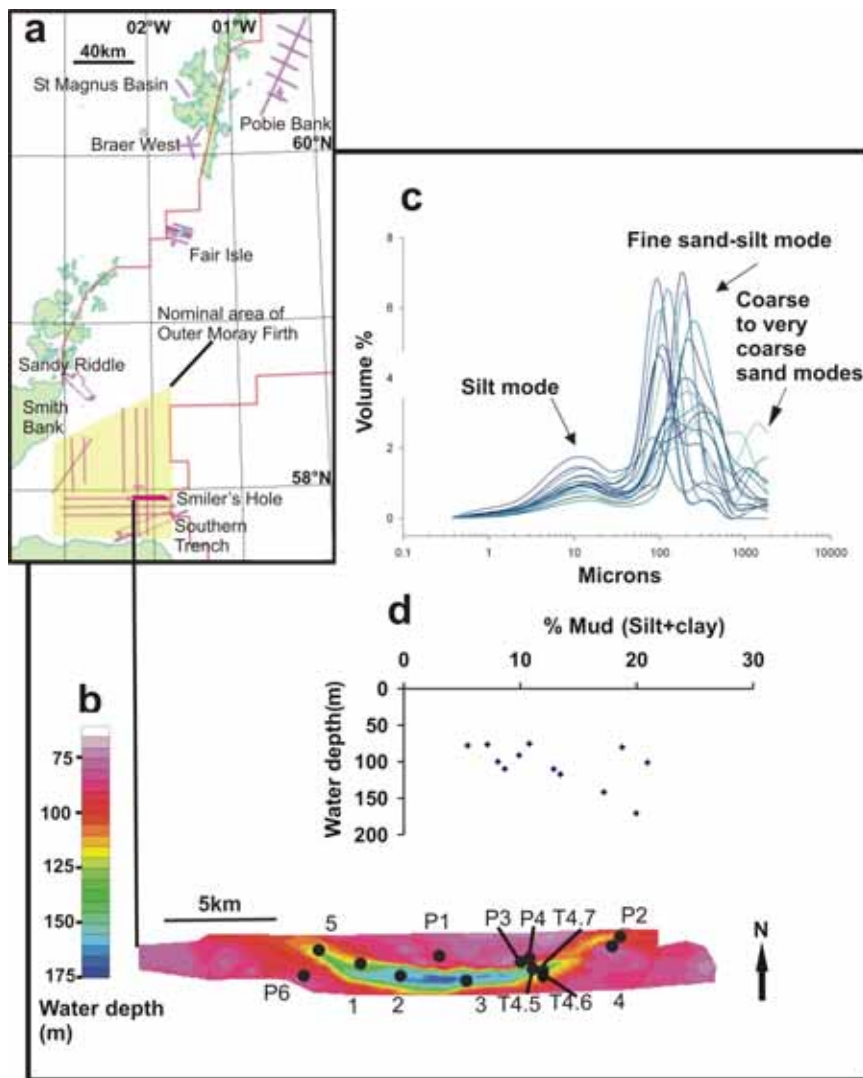 a
02°W
01°W
40km
St Magnus Basin
Pobie Bank
Braer West
60°N
Fair Isle
Nominal area of
Outer Moray Firth
Sandy Riddle
Smith
Bank
58°N
Smiler's Hole
Southern
Trench
c
8
6
4
2
0
Volume %
Fine sand-silt mode
Coarse
to very
coarse
sand modes
Silt mode
0.1
1
10
100
1000
10000
Microns
d
% Mud (Silt+clay)
0
10
20
30
0
50
100
150
200
Water depth(m)
b
75
100
125
150
175
Water depth
(m)
5km
5
P1
P3
P4
T4.7
P2
N
P6
1
2
3
T4.5
T4.6
4